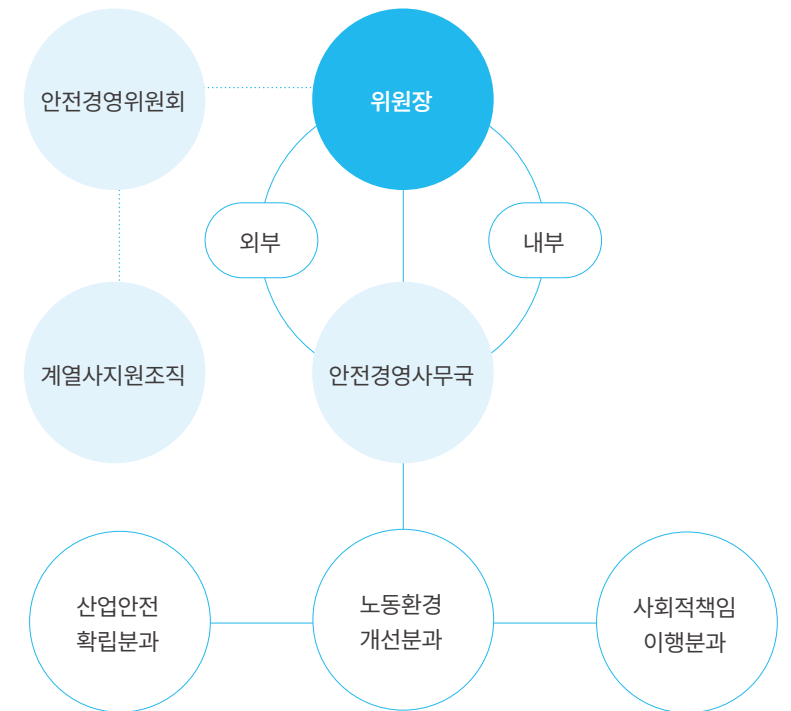 안전경영위원회
위원장
외부
내부
계열사지원조직
안전경영사무국
산업안전
확립분과
노동환경
개선분과
사회적책임
이행분과